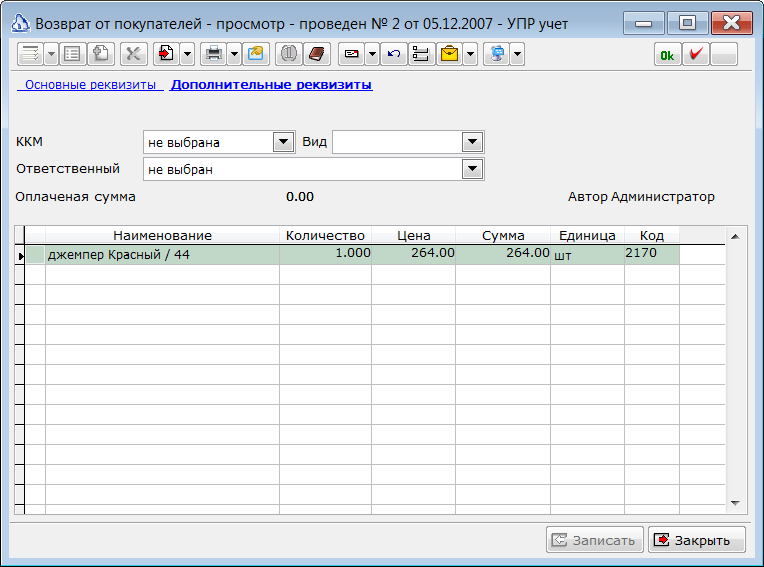 Возврат от покупателей - просмотр - проведен № 2 от 05.12.2007 - УПР учет
Ok
Основные реквизиты Дополнительные реквизиты
ККМ не выбрана Вид
Ответственный не выбран
Оплаченая сумма 0.00 Автор Администратор
Наименование Количество Цена Сумма Единица Код
джемпер Красный / 44 1.000 264.00 264.00 шт 2170
Записать Закрыть